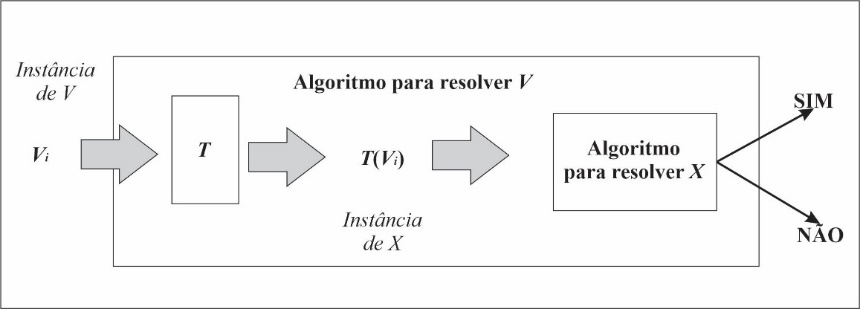 Instância
de V
Algoritmo para resolver V
SIM
Vi
T
T(Vi)
Algoritmo
para resolver X
Instância
de X
NÃO